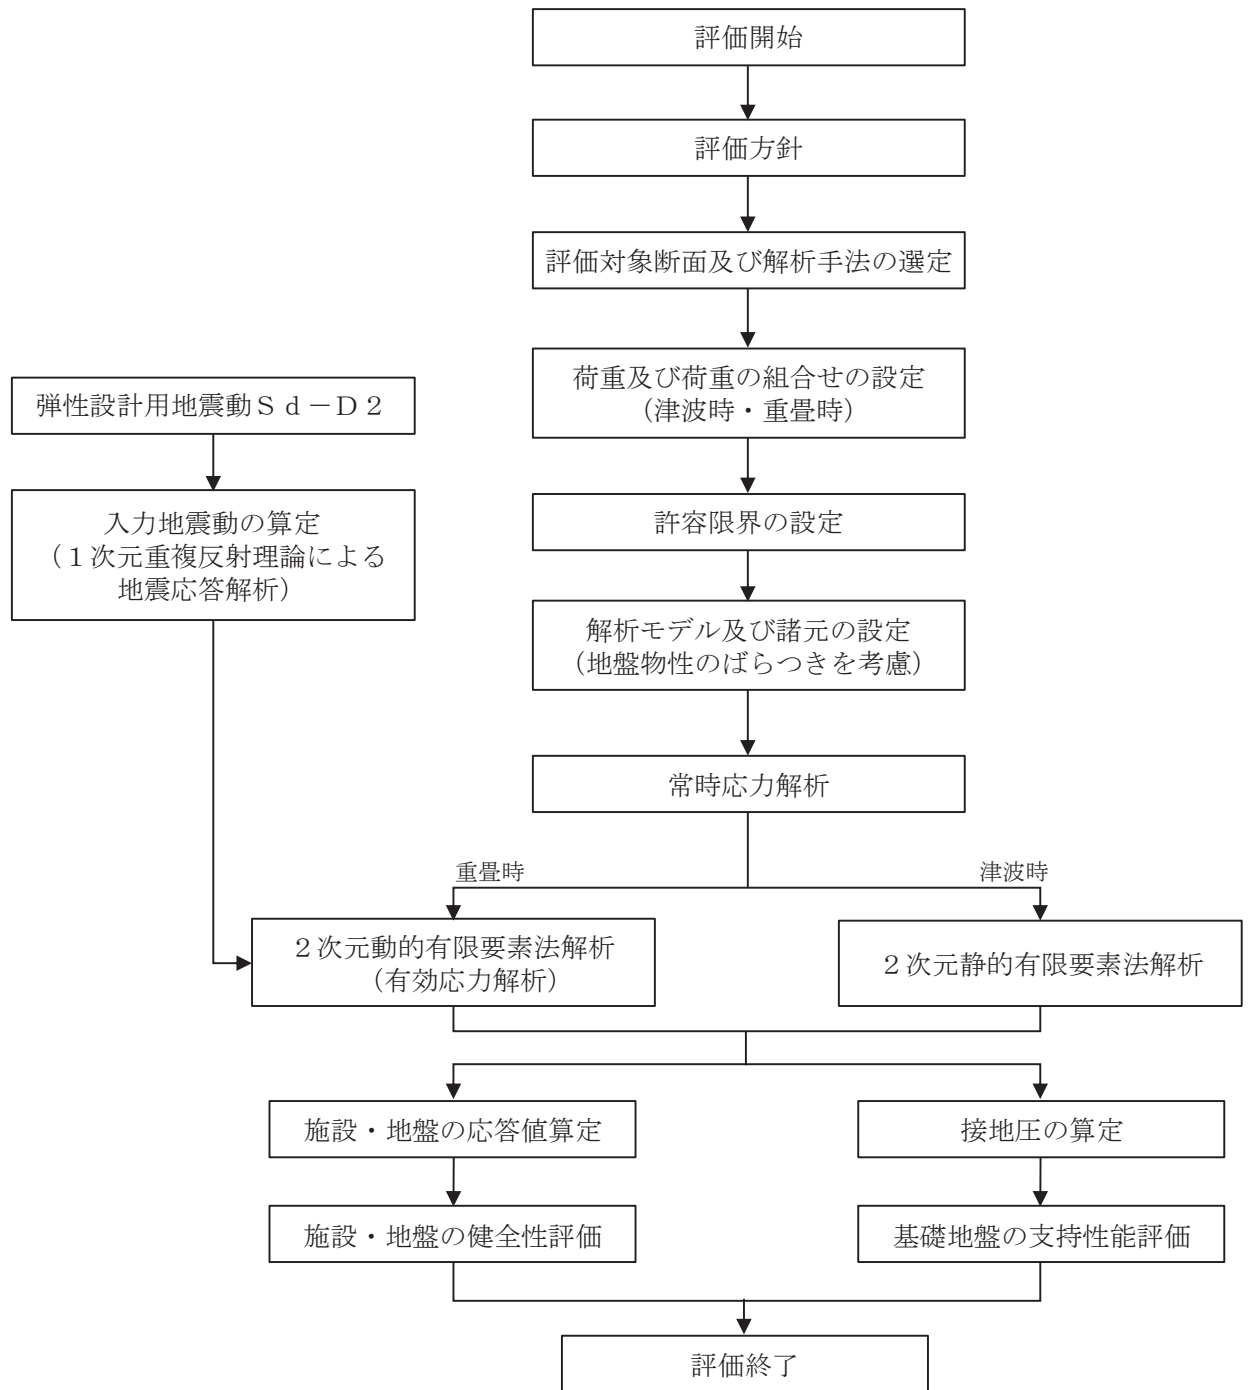 評価開始
評価方針
評価対象断面及び解析手法の選定
荷重及び荷重の組合せの設定
（津波時・重畳時）
弾性設計用地震動Ｓｄ－Ｄ２
入力地震動の算定
（１次元重複反射理論による
地震応答解析）
許容限界の設定
解析モデル及び諸元の設定
（地盤物性のばらつきを考慮）
常時応力解析
重畳時
津波時
２次元動的有限要素法解析
（有効応力解析）
２次元静的有限要素法解析
施設・地盤の応答値算定
接地圧の算定
施設・地盤の健全性評価
基礎地盤の支持性能評価
評価終了